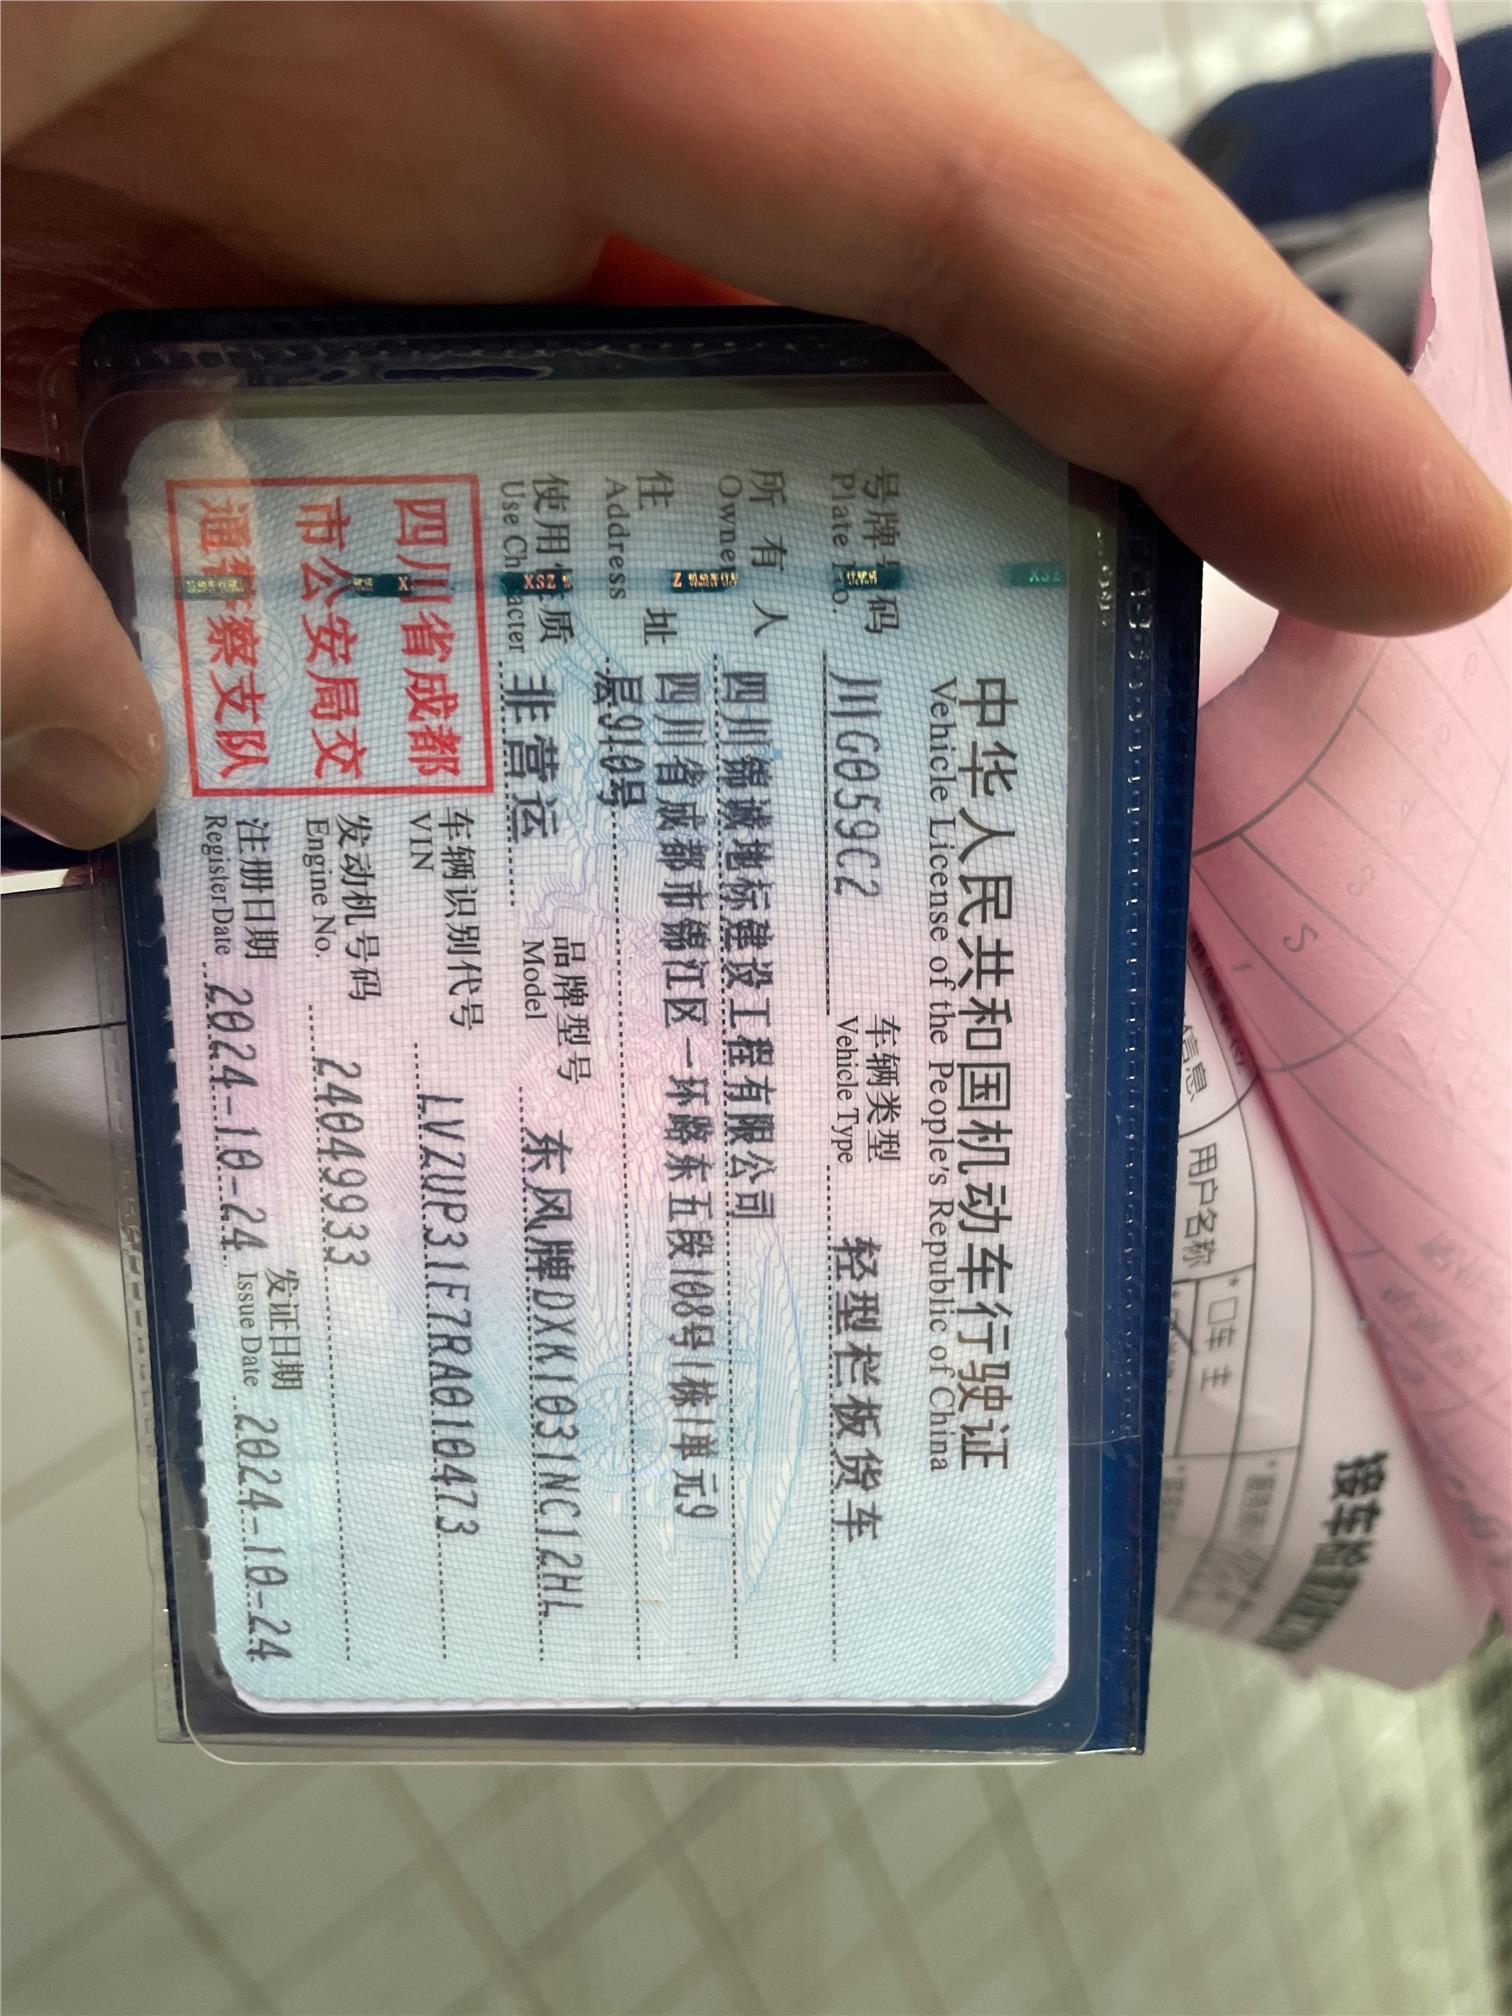 中华人民共和国机动车行驶证
Vehicle License of the People's Republic of China
号牌号码 川G059C2 车辆类型 轻型栏板货车
Plate No. Vehicle Type
所有人 四川锦诚地标建设工程有限公司
Owner
住址 四川省成都市锦江区一环路东五段108号1栋1单元9
Address 层910号
使用性质 非营运 品牌型号 东风牌DXK1031NC12HL
Use Character Model
四川省成都
市公安局交
通警察支队
车辆识别代号 LVZUP31F7RA010473
VIN
发动机号码 24049933
Engine No.
注册日期 2024-10-24 发证日期 2024-10-24
Register Date Issue Date
接车检
信息
用户名称
车主